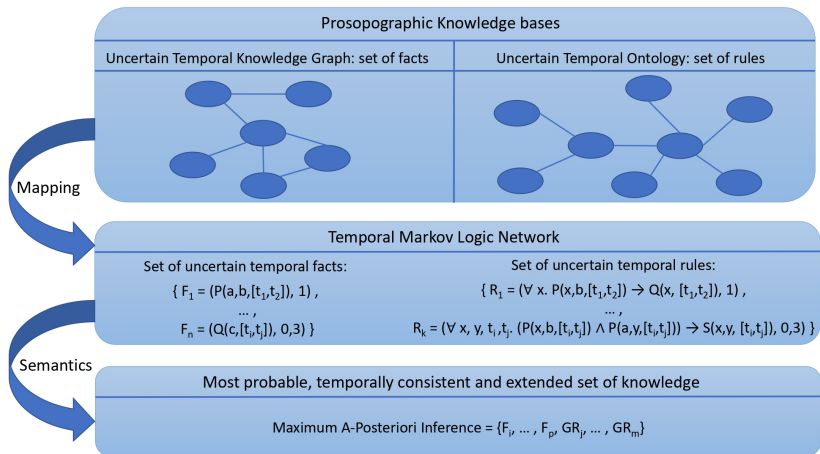 Prosopographic Knowledge bases
Uncertain Temporal Knowledge Graph: set of facts
Uncertain Temporal Ontology: set of rules
Mapping
Temporal Markov Logic Network
Set of uncertain temporal facts:
{ F₁ = (P(a,b,[t₁,t₂]), 1) ,
... ,
Fₙ = (Q(c,[tᵢ,tⱼ]), 0,3) }
Set of uncertain temporal rules:
{ R₁ = (∀ x. P(x,b,[t₁,t₂]) → Q(x, [t₁,t₂]), 1) ,
... ,
Rₖ = (∀ x, y, tᵢ ,tⱼ. (P(x,b,[tᵢ,tⱼ]) ∧ P(a,y,[tᵢ,tⱼ])) → S(x,y, [tᵢ,tⱼ]), 0,3) }
Semantics
Most probable, temporally consistent and extended set of knowledge
Maximum A-Posteriori Inference = {Fᵢ, ... , Fₚ, GRⱼ, ... , GRₘ}